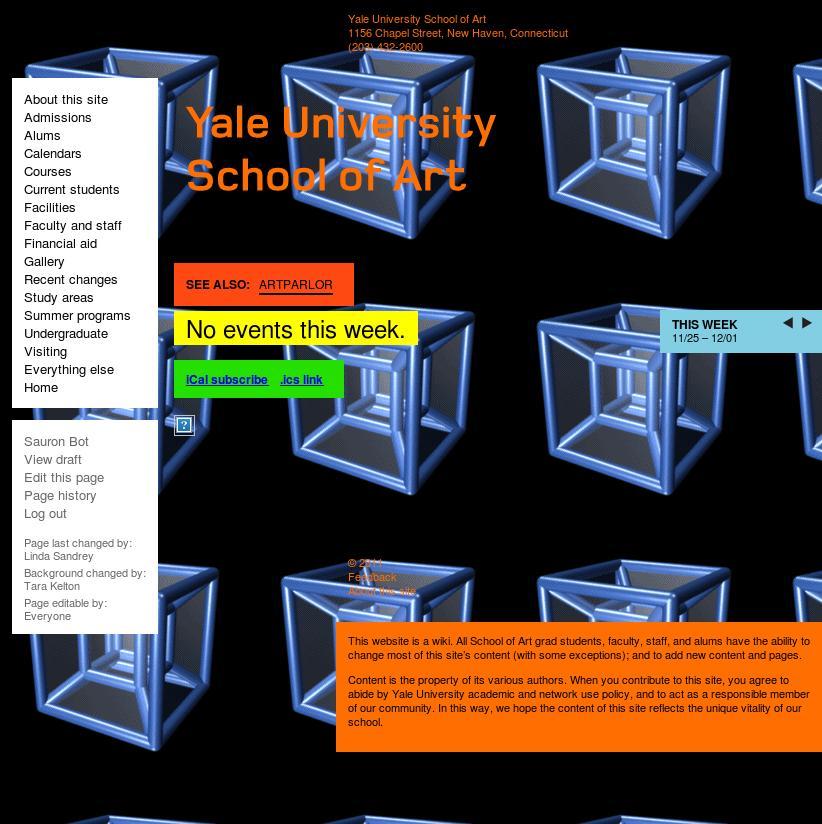 Yale University School of Art
1156 Chapel Street, New Haven, Connecticut
(203) 432-2600
Yale University
School of Art
About this site
Admissions
Alums
Calendars
Courses
Current students
Facilities
Faculty and staff
Financial aid
Gallery
Recent changes
Study areas
Summer programs
Undergraduate
Visiting
Everything else
Home
SEE ALSO: ARTPARLOR
No events this week.
THIS WEEK
11/25 – 12/01
iCal subscribe .ics link
Sauron Bot
View draft
Edit this page
Page history
Log out
Page last changed by:
Linda Sandrey
Background changed by:
Tara Kelton
Page editable by:
Everyone
© 2011
Feedback
About this site
This website is a wiki. All School of Art grad students, faculty, staff, and alums have the ability to
change most of this site's content (with some exceptions); and to add new content and pages.
Content is the property of its various authors. When you contribute to this site, you agree to
abide by Yale University academic and network use policy, and to act as a responsible member
of our community. In this way, we hope the content of this site reflects the unique vitality of our
school.